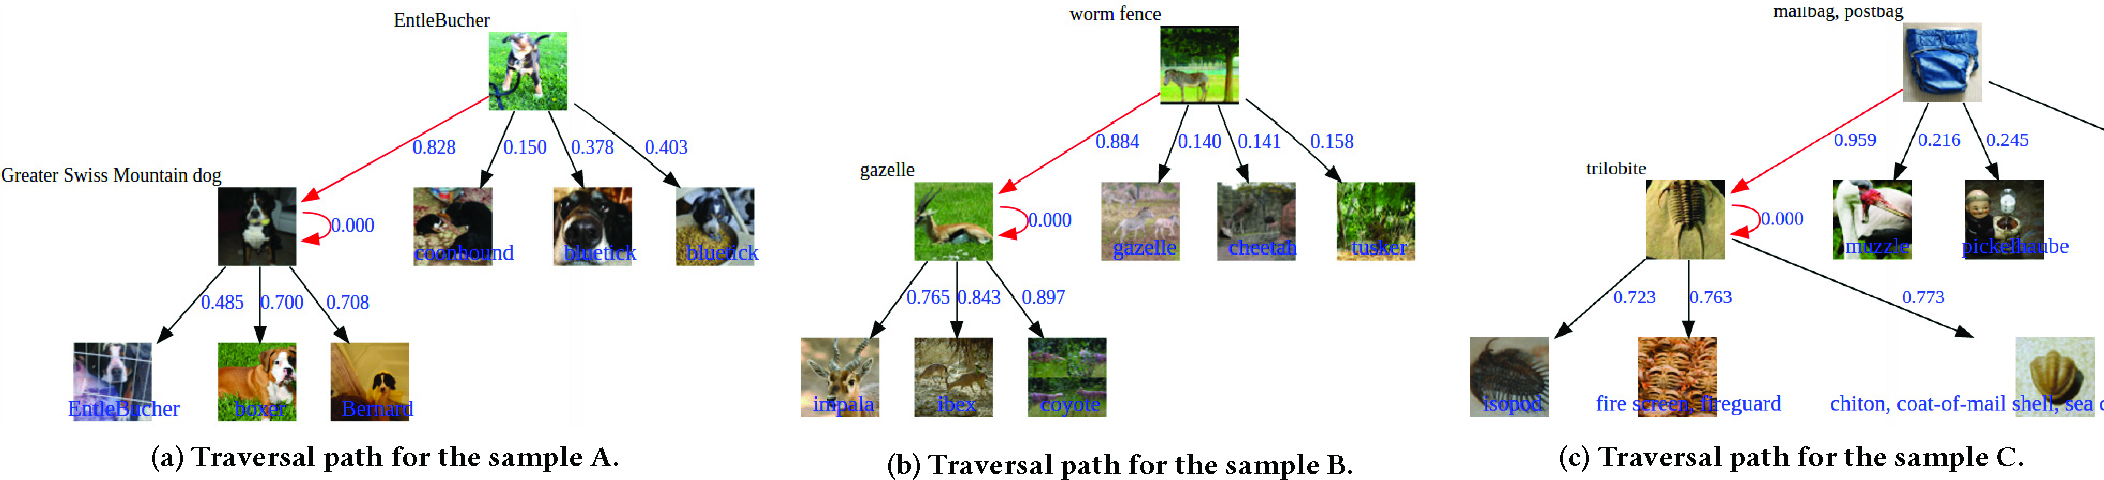 EntleBucher
0.828
0.150
0.378
0.403
Greater Swiss Mountain dog
0.000
coonhound
bluetick
bluetick
0.485
0.700
0.708
EntleBucher
boxer
Bernard
(a) Traversal path for the sample A.
worm fence
0.884
0.140
0.141
0.158
gazelle
0.000
gazelle
cheetah
tusker
0.765
0.843
0.897
impala
ibex
coyote
(b) Traversal path for the sample B.
mailbag, postbag
0.959
0.216
0.245
trilobite
0.000
muzzle
pickelhaube
0.723
0.763
0.773
isopod
fire screen, fireguard
chiton, coat-of-mail shell, sea
(c) Traversal path for the sample C.